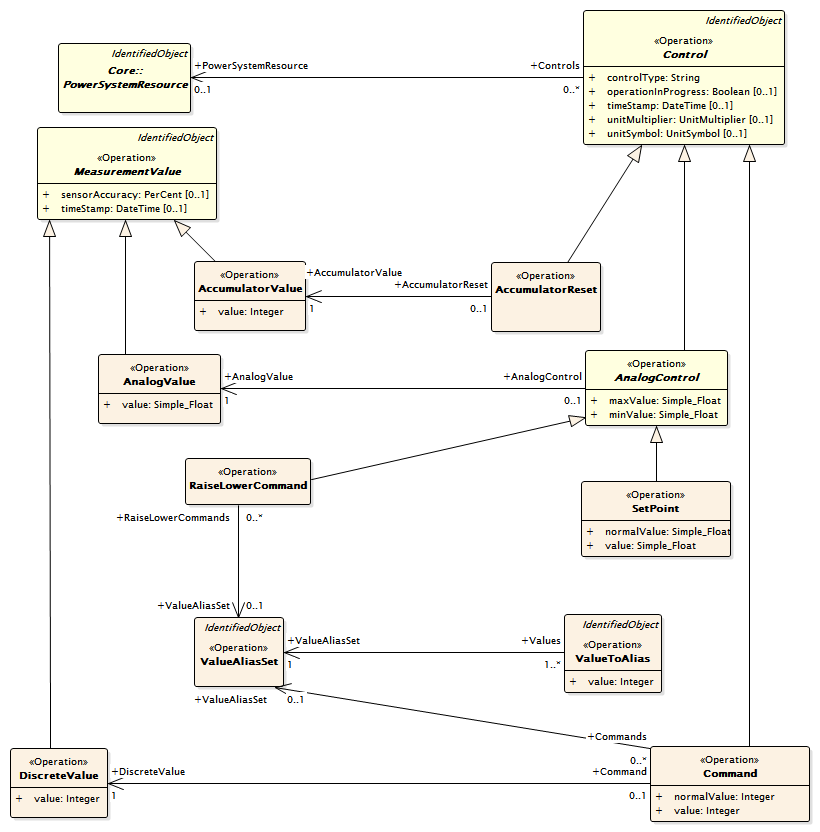 IdentifiedObject
«Operation»
Control
+ controlType: String
+ operationInProgress: Boolean [0..1]
+ timeStamp: DateTime [0..1]
+ unitMultiplier: UnitMultiplier [0..1]
+ unitSymbol: UnitSymbol [0..1]
IdentifiedObject
Core::
PowerSystemResource
+PowerSystemResource
0..1
+Controls
0..*
IdentifiedObject
«Operation»
MeasurementValue
+ sensorAccuracy: PerCent [0..1]
+ timeStamp: DateTime [0..1]
«Operation»
AccumulatorValue
+ value: Integer
+AccumulatorValue
1
+AccumulatorReset
0..1
«Operation»
AccumulatorReset
«Operation»
AnalogValue
+ value: Simple_Float
+AnalogValue
1
+AnalogControl
0..1
«Operation»
AnalogControl
+ maxValue: Simple_Float
+ minValue: Simple_Float
«Operation»
RaiseLowerCommand
+RaiseLowerCommands
0..*
«Operation»
SetPoint
+ normalValue: Simple_Float
+ value: Simple_Float
+ValueAliasSet
0..1
IdentifiedObject
«Operation»
ValueAliasSet
+ValueAliasSet
1
+Values
1..*
IdentifiedObject
«Operation»
ValueToAlias
+ value: Integer
+ValueAliasSet
0..1
+Commands
0..*
«Operation»
DiscreteValue
+ value: Integer
+DiscreteValue
1
+Command
0..1
«Operation»
Command
+ normalValue: Integer
+ value: Integer